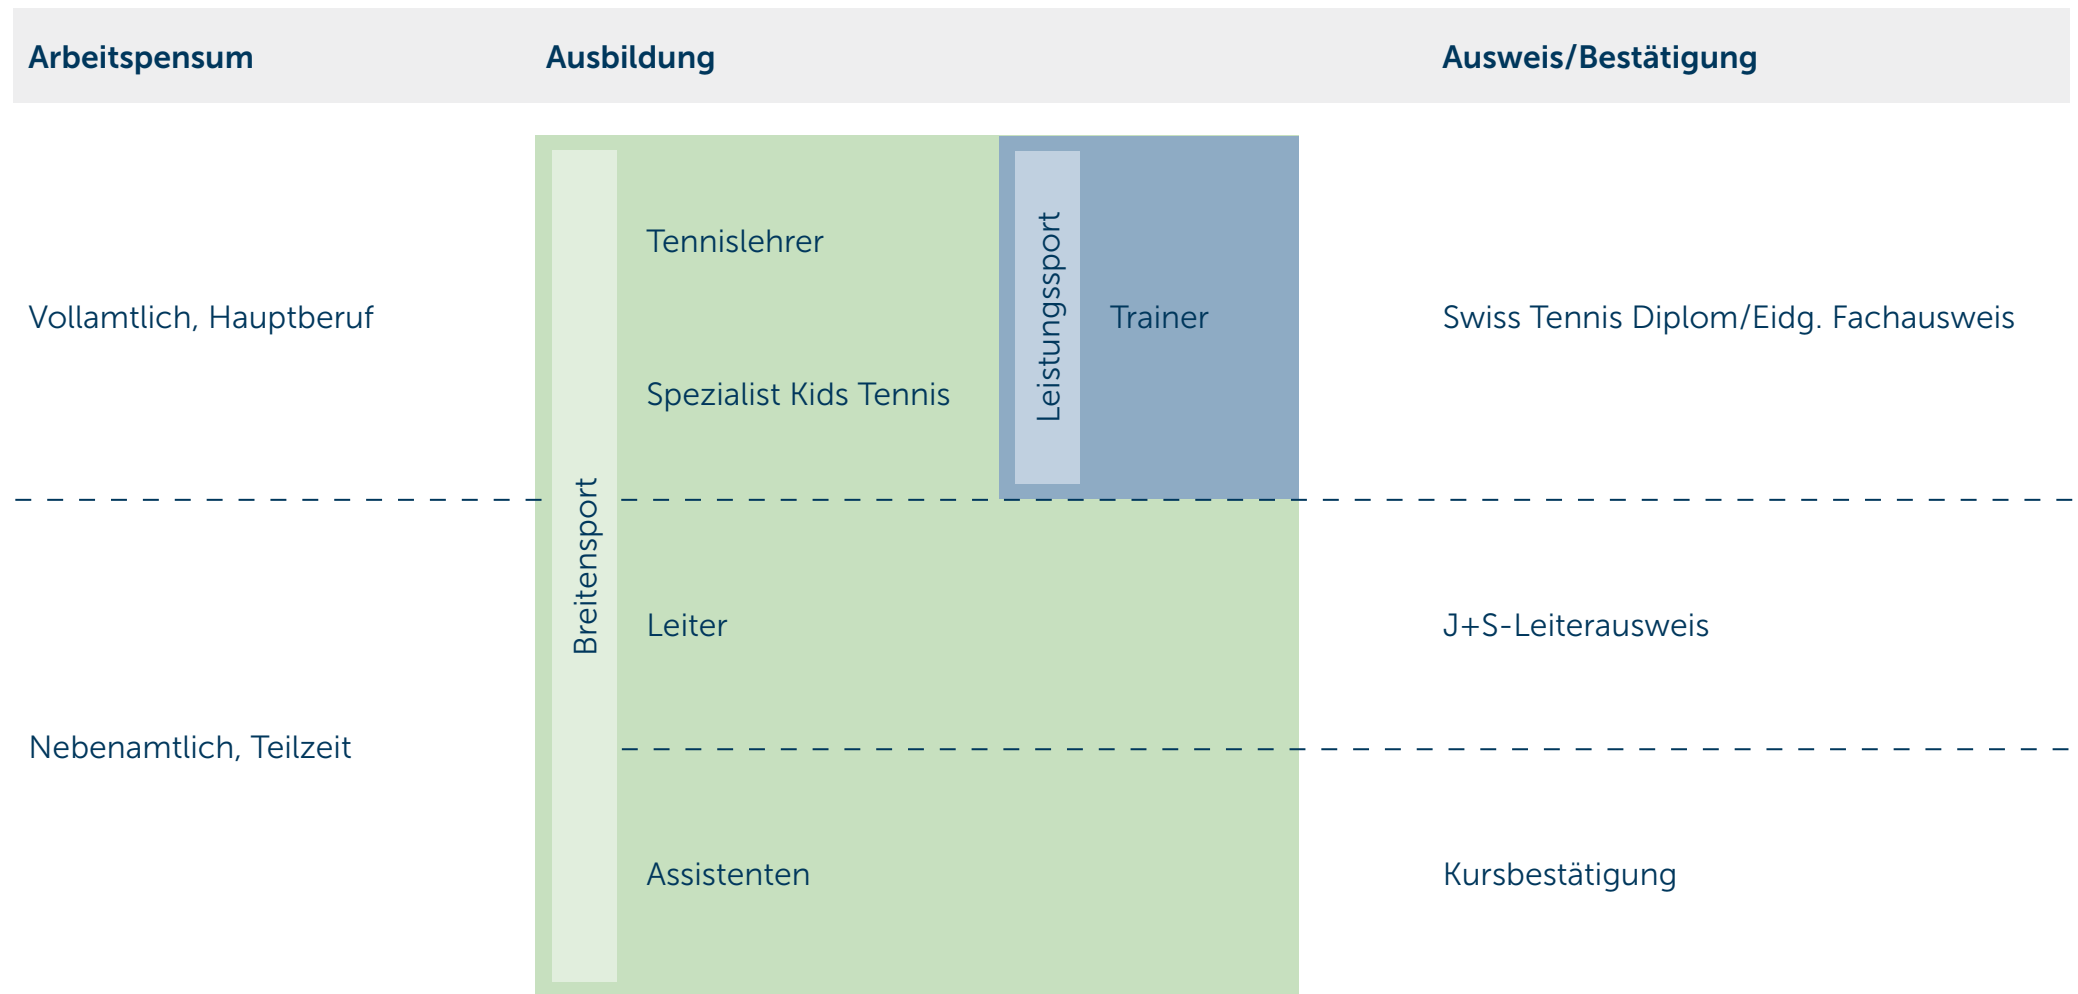 Arbeitspensum
Ausbildung
Ausweis/Bestätigung
Vollamtlich, Hauptberuf
Breitensport
Tennislehrer
Spezialist Kids Tennis
Leistungssport
Trainer
Swiss Tennis Diplom/Eidg. Fachausweis
Nebenamtlich, Teilzeit
Leiter
J+S-Leiterausweis
Assistenten
Kursbestätigung